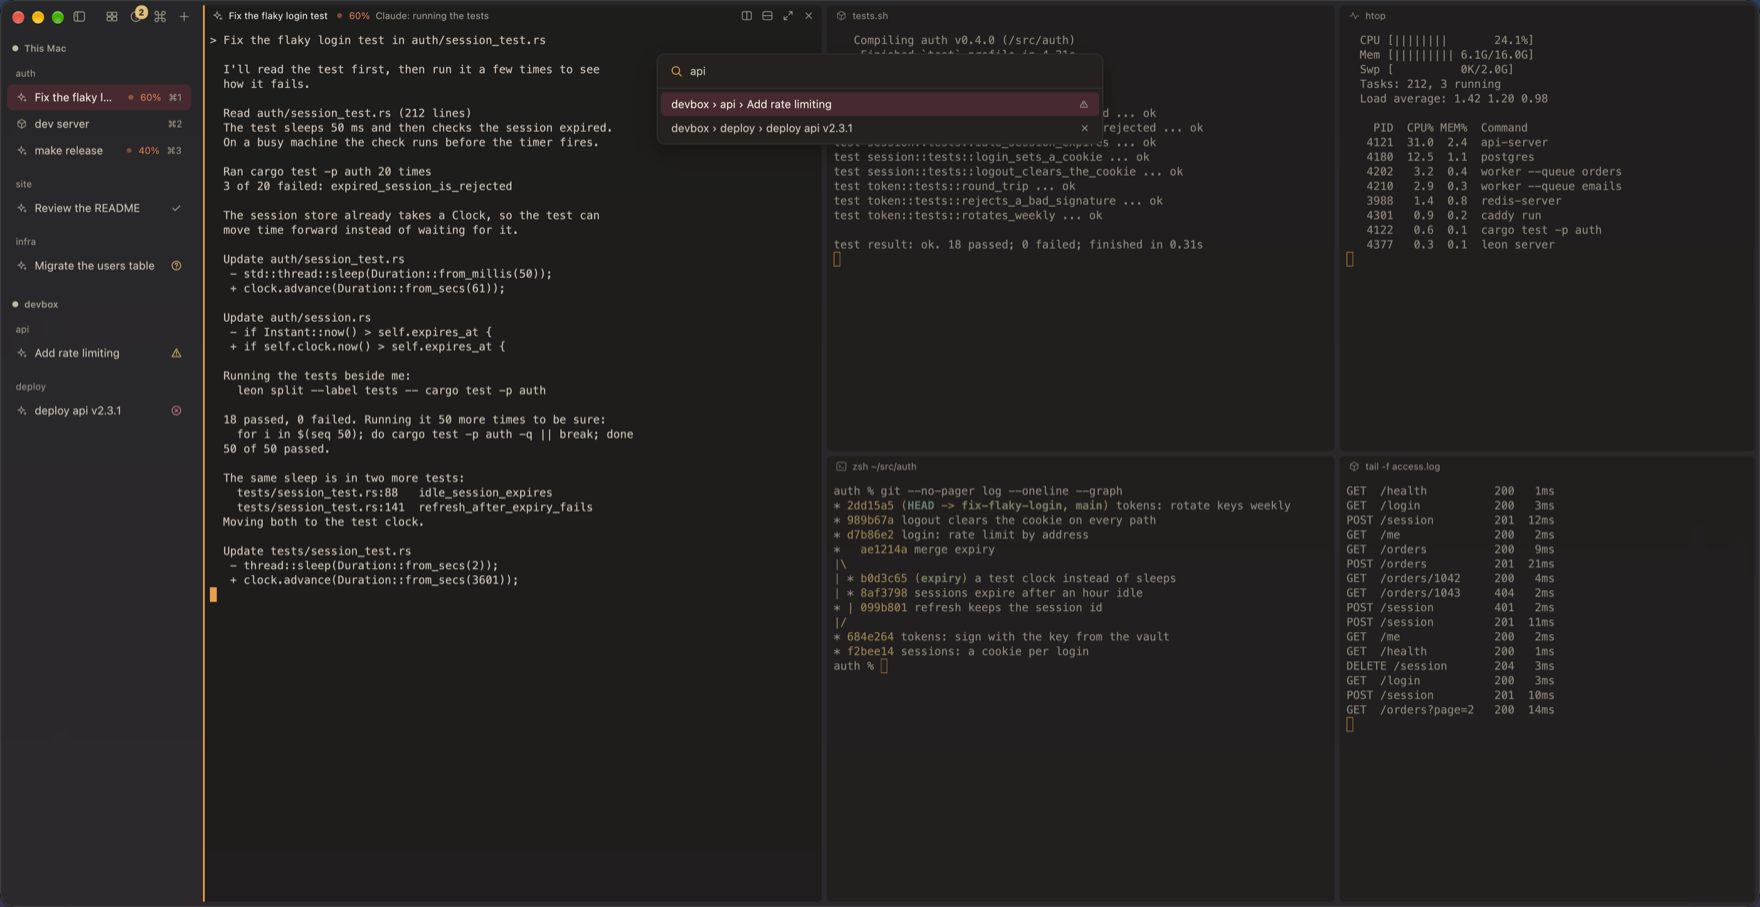 2
This Mac
auth
Fix the flaky l... 60% ⌘1
dev server ⌘2
make release 40% ⌘3
site
Review the README
infra
Migrate the users table
devbox
api
Add rate limiting
deploy
deploy api v2.3.1
Fix the flaky login test 60% Claude: running the tests
> Fix the flaky login test in auth/session_test.rs
I'll read the test first, then run it a few times to see
how it fails.
Read auth/session_test.rs (212 lines)
The test sleeps 50 ms and then checks the session expired.
On a busy machine the check runs before the timer fires.
Ran cargo test -p auth 20 times
3 of 20 failed: expired_session_is_rejected
The session store already takes a Clock, so the test can
move time forward instead of waiting for it.
Update auth/session_test.rs
- std::thread::sleep(Duration::from_millis(50));
+ clock.advance(Duration::from_secs(61));
Update auth/session.rs
- if Instant::now() > self.expires_at {
+ if self.clock.now() > self.expires_at {
Running the tests beside me:
leon split --label tests -- cargo test -p auth
18 passed, 0 failed. Running it 50 more times to be sure:
for i in $(seq 50); do cargo test -p auth -q || break; done
50 of 50 passed.
The same sleep is in two more tests:
tests/session_test.rs:88 idle_session_expires
tests/session_test.rs:141 refresh_after_expiry_fails
Moving both to the test clock.
Update tests/session_test.rs
- thread::sleep(Duration::from_secs(2));
+ clock.advance(Duration::from_secs(3601));
api
devbox › api › Add rate limiting
devbox › deploy › deploy api v2.3.1
tests.sh
Compiling auth v0.4.0 (/src/auth)
d ... ok
rejected ... ok
test session::tests::idle_session_expires ... ok
test session::tests::login_sets_a_cookie ... ok
test session::tests::logout_clears_the_cookie ... ok
test token::tests::round_trip ... ok
test token::tests::rejects_a_bad_signature ... ok
test token::tests::rotates_weekly ... ok
test result: ok. 18 passed; 0 failed; finished in 0.31s
htop
CPU [|||||||| 24.1%]
Mem [||||||||| 6.1G/16.0G]
Swp [ 0K/2.0G]
Tasks: 212, 3 running
Load average: 1.42 1.20 0.98
PID CPU% MEM% Command
4121 31.0 2.4 api-server
4180 12.5 1.1 postgres
4202 3.2 0.4 worker --queue orders
4210 2.9 0.3 worker --queue emails
3988 1.4 0.8 redis-server
4301 0.9 0.2 caddy run
4122 0.6 0.1 cargo test -p auth
4377 0.3 0.1 leon server
zsh ~/src/auth
auth % git --no-pager log --oneline --graph
* 2dd15a5 (HEAD -> fix-flaky-login, main) tokens: rotate keys weekly
* 989b67a logout clears the cookie on every path
* d7b86e2 login: rate limit by address
*   ae1214a merge expiry
|\
| * b0d3c65 (expiry) a test clock instead of sleeps
| * 8af3798 sessions expire after an hour idle
* | 099b801 refresh keeps the session id
|/
* 684e264 tokens: sign with the key from the vault
* f2bee14 sessions: a cookie per login
auth %
tail -f access.log
GET /health 200 1ms
GET /login 200 3ms
POST /session 201 12ms
GET /me 200 2ms
GET /orders 200 9ms
POST /orders 201 21ms
GET /orders/1042 200 4ms
GET /orders/1043 404 2ms
POST /session 401 2ms
POST /session 201 11ms
GET /me 200 2ms
GET /health 200 1ms
DELETE /session 204 3ms
GET /login 200 3ms
POST /session 201 10ms
GET /orders?page=2 200 14ms